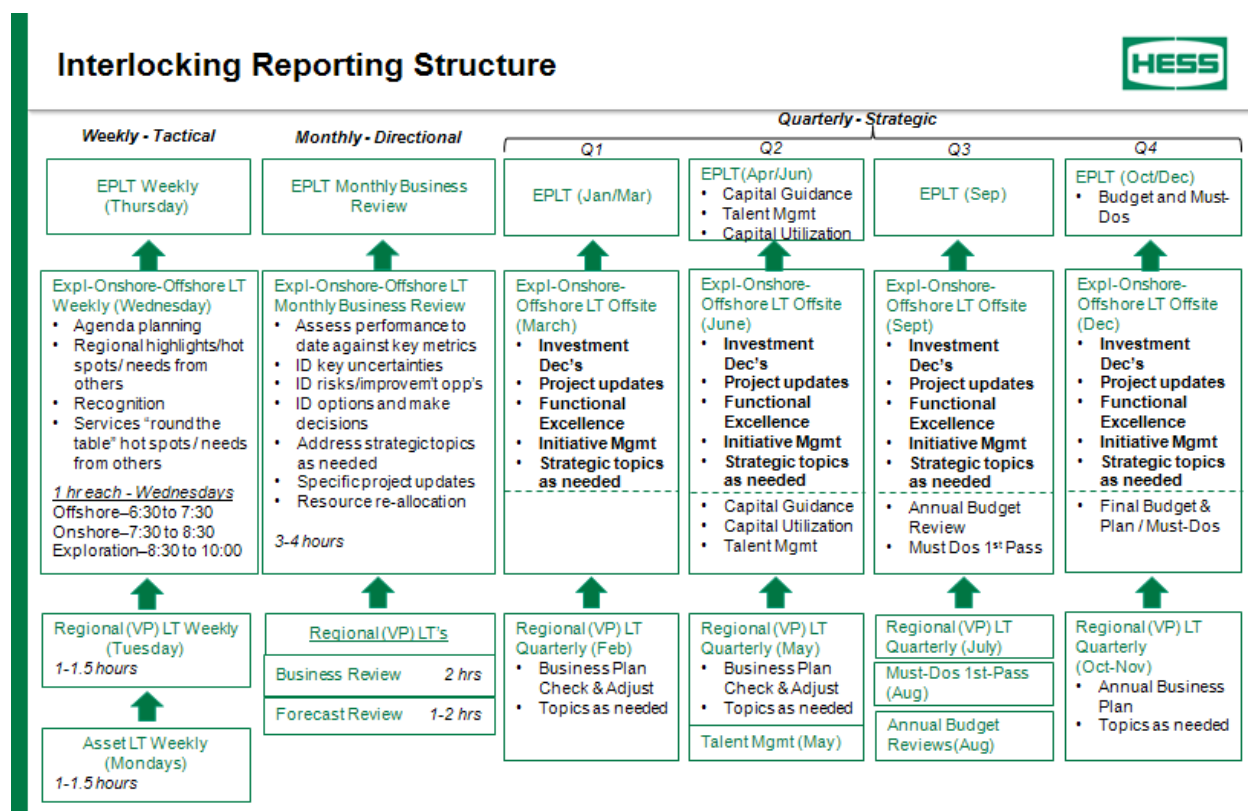 Interlocking Reporting Structure
HESS
Weekly - Tactical
Monthly - Directional
Quarterly - Strategic
Q1
Q2
Q3
Q4
EPLT Weekly
(Thursday)
EPLT Monthly Business
Review
EPLT (Jan/Mar)
EPLT(Apr/Jun)
• Capital Guidance
• Talent Mgmt
• Capital Utilization
EPLT (Sep)
EPLT (Oct/Dec)
• Budget and Must-
Dos
Expl-Onshore-Offshore LT
Weekly (Wednesday)
• Agenda planning
• Regional highlights/hot
spots/ needs from
others
• Recognition
• Services “round the
table” hot spots / needs
from others
1 hr each - Wednesdays
Offshore–6:30 to 7:30
Onshore–7:30 to 8:30
Exploration–8:30 to 10:00
Expl-Onshore-Offshore LT
Monthly Business Review
• Assess performance to
date against key metrics
• ID key uncertainties
• ID risks/improvem't opp's
• ID options and make
decisions
• Address strategic topics
as needed
• Specific project updates
• Resource re-allocation
3-4 hours
Expl-Onshore-
Offshore LT Offsite
(March)
• Investment
Dec's
• Project updates
• Functional
Excellence
• Initiative Mgmt
• Strategic topics
as needed
Expl-Onshore-
Offshore LT Offsite
(June)
• Investment
Dec's
• Project updates
• Functional
Excellence
• Initiative Mgmt
• Strategic topics
as needed
• Capital Guidance
• Capital Utilization
• Talent Mgmt
Expl-Onshore-
Offshore LT Offsite
(Sept)
• Investment
Dec's
• Project updates
• Functional
Excellence
• Initiative Mgmt
• Strategic topics
as needed
• Annual Budget
Review
• Must Dos 1st Pass
Expl-Onshore-
Offshore LT Offsite
(Dec)
• Investment
Dec's
• Project updates
• Functional
Excellence
• Initiative Mgmt
• Strategic topics
as needed
• Final Budget &
Plan / Must-Dos
Regional (VP) LT Weekly
(Tuesday)
1-1.5 hours
Asset LT Weekly
(Mondays)
1-1.5 hours
Regional (VP) LT's
Business Review 2 hrs
Forecast Review 1-2 hrs
Regional (VP) LT
Quarterly (Feb)
• Business Plan
Check & Adjust
• Topics as needed
Regional (VP) LT
Quarterly (May)
• Business Plan
Check & Adjust
• Topics as needed
Talent Mgmt (May)
Regional (VP) LT
Quarterly (July)
Must-Dos 1st-Pass
(Aug)
Annual Budget
Reviews(Aug)
Regional (VP) LT
Quarterly
(Oct-Nov)
• Annual Business
Plan
• Topics as needed